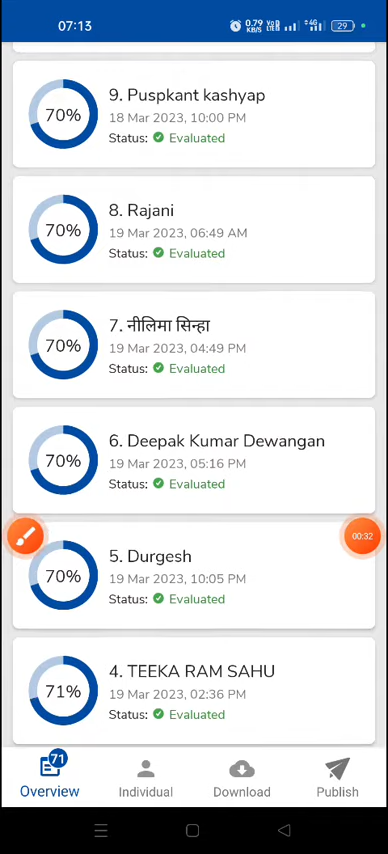 07:13
0.79 KB/S
4G
29
9. Puspkant kashyap
70%
18 Mar 2023, 10:00 PM
Status: Evaluated
8. Rajani
70%
19 Mar 2023, 06:49 AM
Status: Evaluated
7. नीलिमा सिन्हा
70%
19 Mar 2023, 04:49 PM
Status: Evaluated
6. Deepak Kumar Dewangan
70%
19 Mar 2023, 05:16 PM
Status: Evaluated
00:32
5. Durgesh
70%
19 Mar 2023, 10:05 PM
Status: Evaluated
4. TEEKA RAM SAHU
71%
19 Mar 2023, 02:36 PM
Status: Evaluated
71
Overview
Individual
Download
Publish